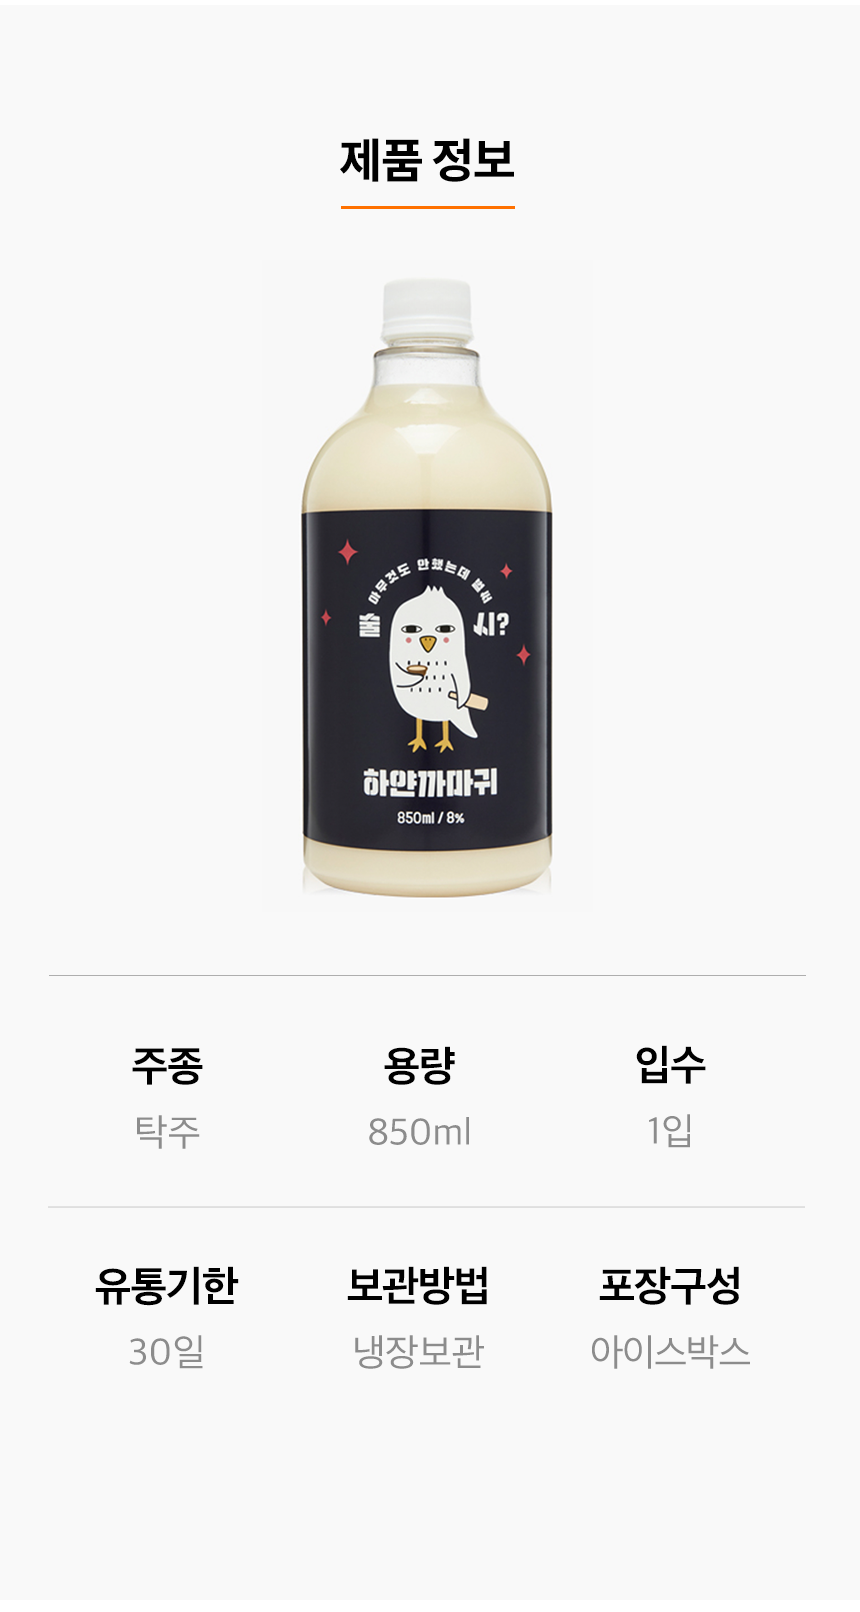 제품 정보
아무것도 안했는데 벌써
술 시?
하얀까마귀
850ml / 8%
주종 용량 입수
탁주 850ml 1입
유통기한 보관방법 포장구성
30일 냉장보관 아이스박스